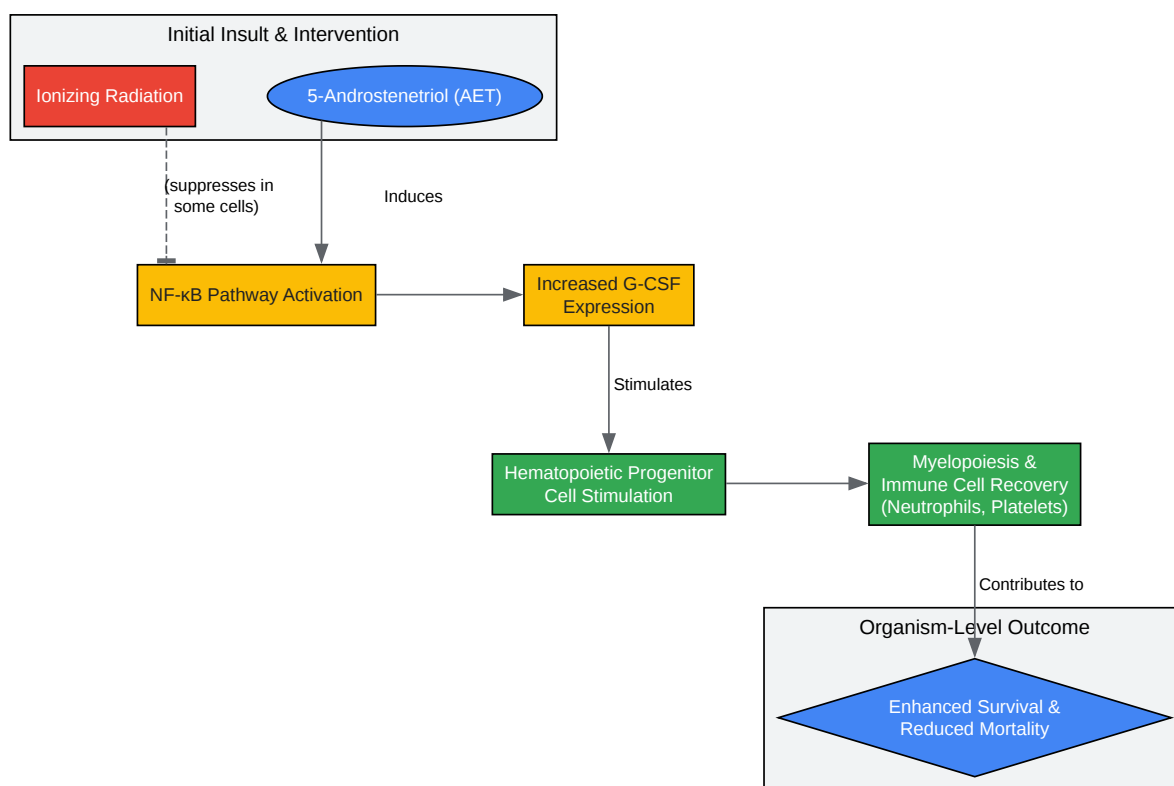 Initial Insult & Intervention
Ionizing Radiation
5-Androstenetriol (AET)
(suppresses in
some cells)
Induces
NF-κB Pathway Activation
Increased G-CSF
Expression
Stimulates
Hematopoietic Progenitor
Cell Stimulation
Myelopoiesis &
Immune Cell Recovery
(Neutrophils, Platelets)
Contributes to
Organism-Level Outcome
Enhanced Survival &
Reduced Mortality